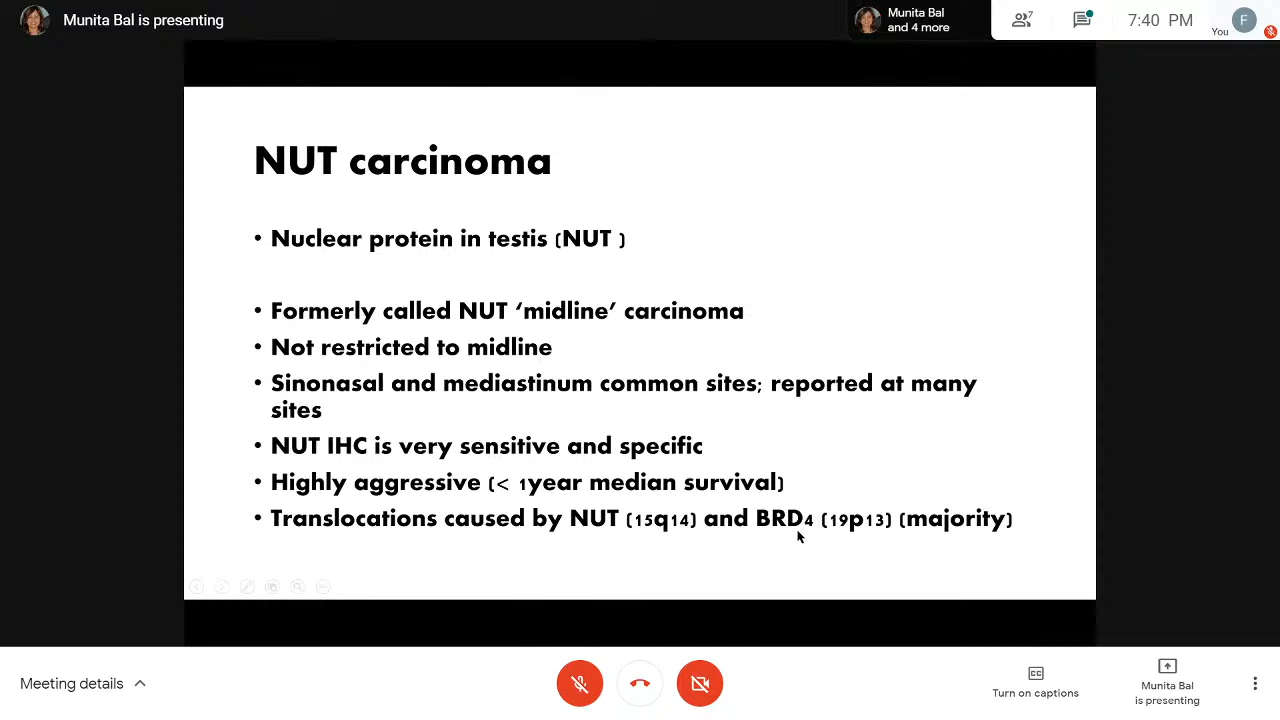 Munita Bal is presenting
Munita Bal
and 4 more
7
7:40 PM
You
F
NUT carcinoma
• Nuclear protein in testis (NUT )
• Formerly called NUT ‘midline’ carcinoma
• Not restricted to midline
• Sinonasal and mediastinum common sites; reported at many
sites
• NUT IHC is very sensitive and specific
• Highly aggressive (< 1year median survival)
• Translocations caused by NUT (15q14) and BRD4 (19p13) (majority)
Meeting details
CC
Turn on captions
Munita Bal
is presenting